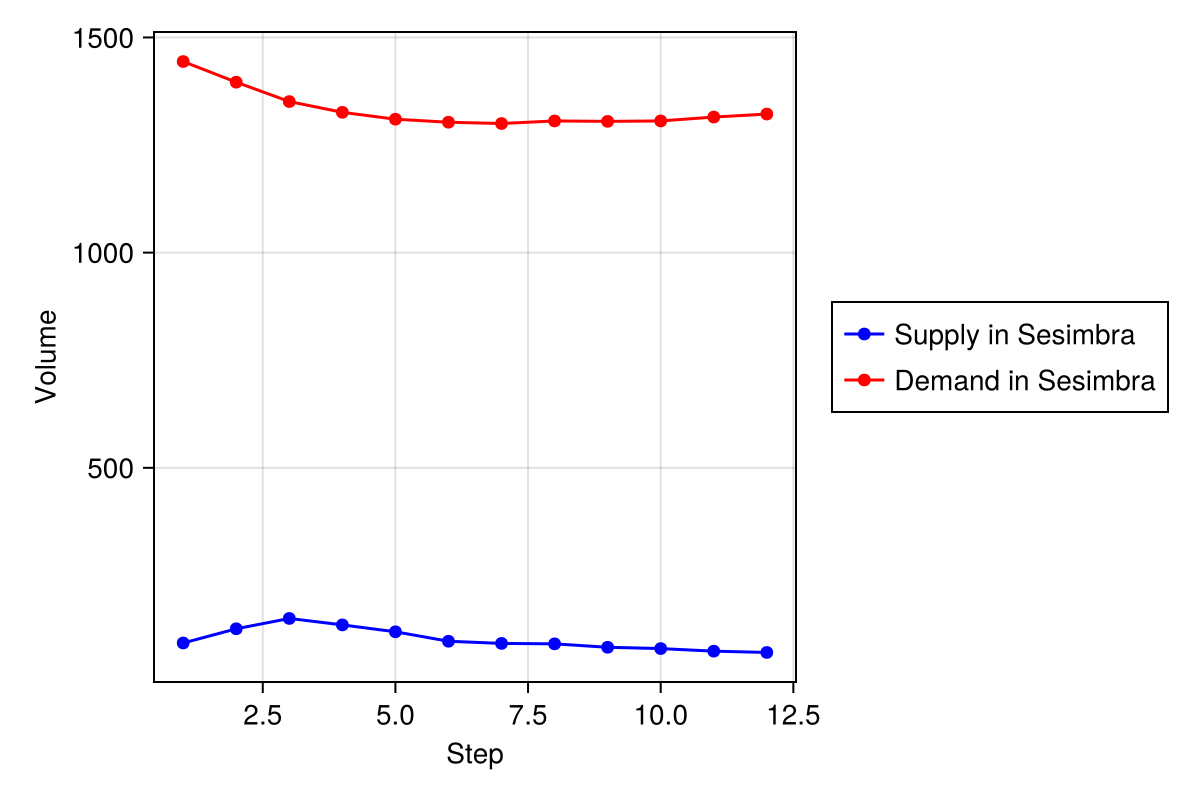 1500
1000
500
Volume
2.5 5.0 7.5 10.0 12.5
Step
Supply in Sesimbra
Demand in Sesimbra